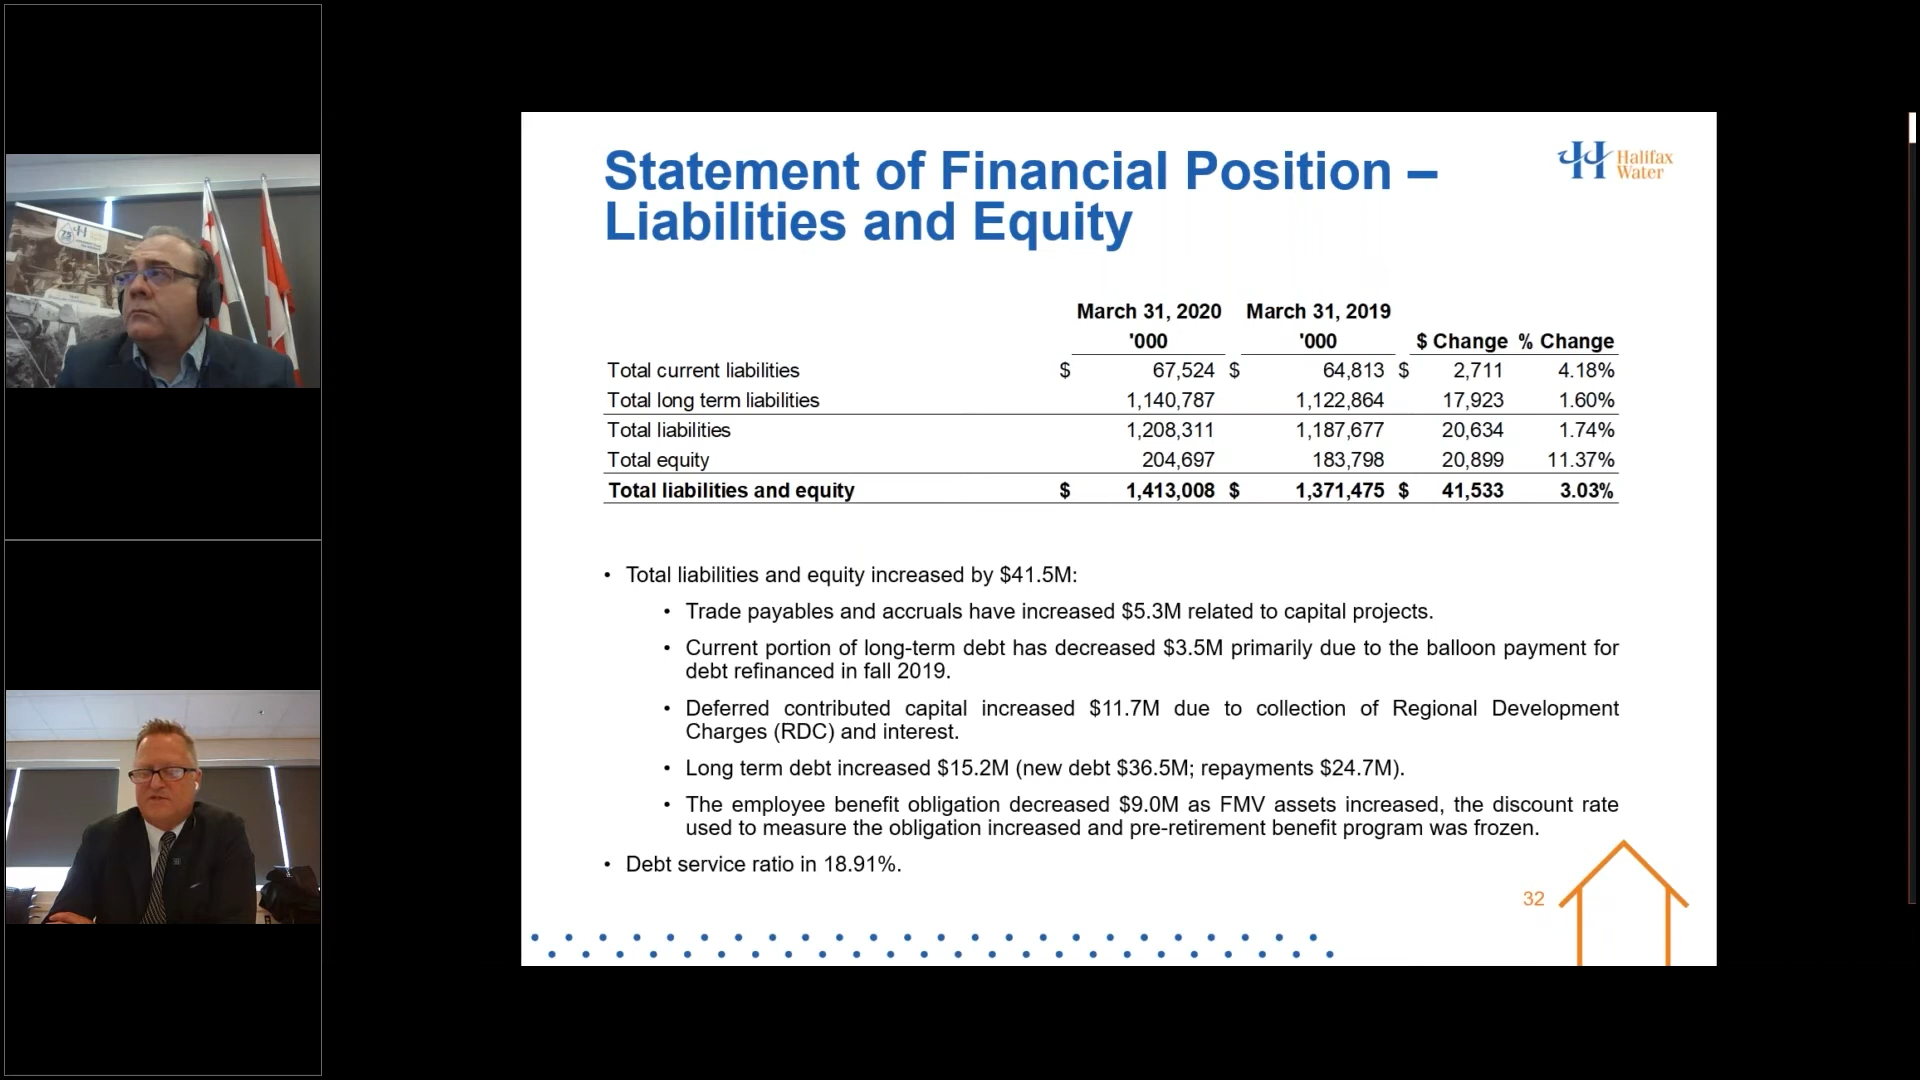 Statement of Financial Position –
Liabilities and Equity
Halifax
Water
March 31, 2020 March 31, 2019
'000 '000 $ Change % Change
Total current liabilities $ 67,524 $ 64,813 $ 2,711 4.18%
Total long term liabilities 1,140,787 1,122,864 17,923 1.60%
Total liabilities 1,208,311 1,187,677 20,634 1.74%
Total equity 204,697 183,798 20,899 11.37%
Total liabilities and equity $ 1,413,008 $ 1,371,475 $ 41,533 3.03%
• Total liabilities and equity increased by $41.5M:
• Trade payables and accruals have increased $5.3M related to capital projects.
• Current portion of long-term debt has decreased $3.5M primarily due to the balloon payment for
debt refinanced in fall 2019.
• Deferred contributed capital increased $11.7M due to collection of Regional Development
Charges (RDC) and interest.
• Long term debt increased $15.2M (new debt $36.5M; repayments $24.7M).
• The employee benefit obligation decreased $9.0M as FMV assets increased, the discount rate
used to measure the obligation increased and pre-retirement benefit program was frozen.
• Debt service ratio in 18.91%.
32